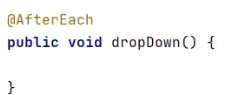 @AfterEach
public void dropDown() {
}